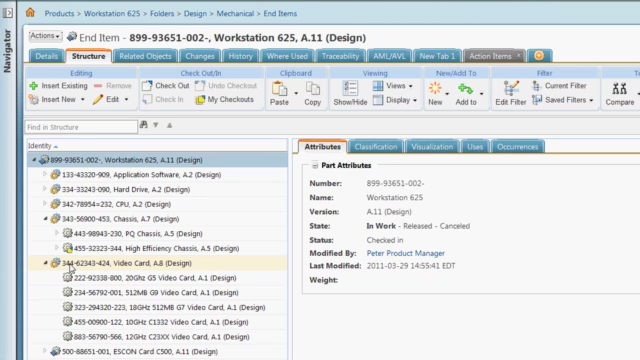 Navigator
Products > Workstation 625 > Folders > Design > Mechanical > End Items
Actions End Item - 899-93651-002-, Workstation 625, A.11 (Design)
Details Structure Related Objects Changes History Where Used Traceability AML/AVL New Tab 1 Action Items
Editing Check Out/In Clipboard Viewing New/Add To Filter
Insert Existing Remove Check Out Undo Checkout Views Current Filter
Insert New Edit Check In My Checkouts Paste Copy Show/Hide Display New Add to Edit Filter Saved Filters Compare
Find in Structure
Identity
899-93651-002-, Workstation 625, A.11 (Design)
133-43320-909, Application Software, A.2 (Design)
334-33243-090, Hard Drive, A.2 (Design)
342-78954=232, CPU, A.2 (Design)
343-56900-453, Chassis, A.7 (Design)
443-98943-230, PQ Chassis, A.5 (Design)
455-32323-344, High Efficiency Chassis, A.5 (Design)
344-62343-424, Video Card, A.8 (Design)
222-92338-800, 20Ghz G5 Video Card, A.1 (Design)
234-56792-001, 512MB G9 Video Card, A.1 (Design)
323-294320-223, 18GHz 512MB G7 Video Card, A.1 (Design)
455-00900-122, 10GHz C1332 Video Card, A.1 (Design)
883-56790-566, 12GHz C23XX Video Card, A.1 (Design)
500-88651-001, ESCON Card C500, A.11 (Design)
Attributes Classification Visualization Uses Occurrences
Part Attributes
Number: 899-93651-002-
Name: Workstation 625
Version: A.11 (Design)
State: In Work - Released - Canceled
Status: Checked in
Modified By: Peter Product Manager
Last Modified: 2011-03-29 14:55:41 EDT
Weight: